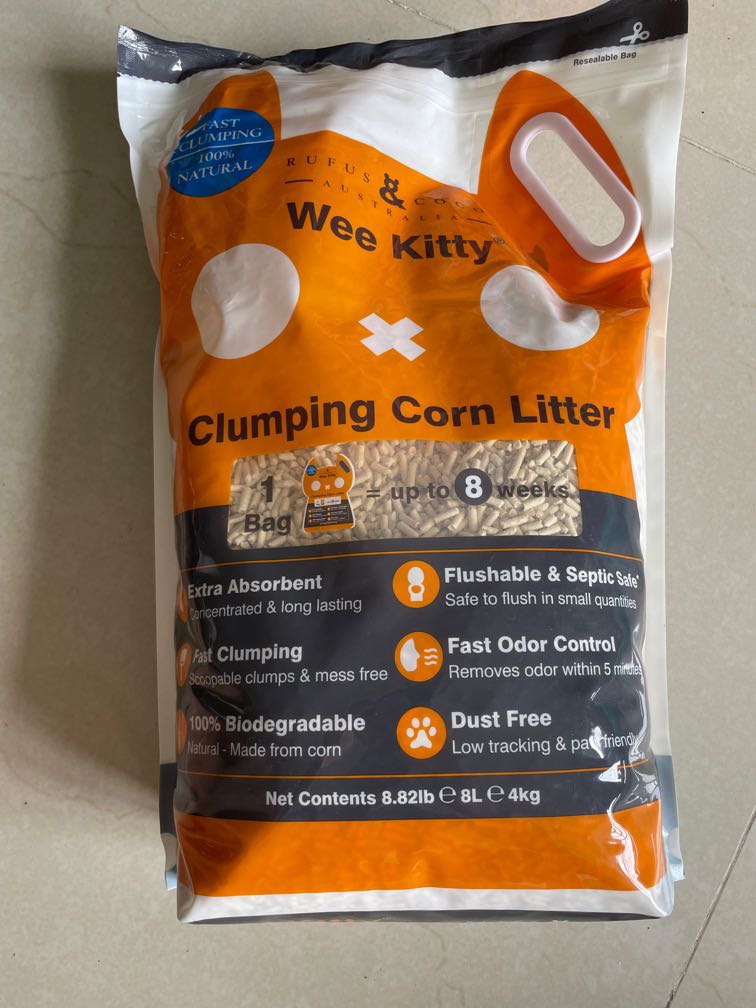 Resealable Bag
FAST
CLUMPING
100%
NATURAL
RUFUS & COCO
AUSTRALIA
Wee Kitty®
Clumping Corn Litter
1
Bag
= up to 8 weeks
Extra Absorbent
Concentrated & long lasting
Flushable & Septic Safe*
Safe to flush in small quantities
Fast Clumping
Scoopable clumps & mess free
Fast Odor Control
Removes odor within 5 minutes
100% Biodegradable
Natural - Made from corn
Dust Free
Low tracking & paw friendly
Net Contents 8.82lb ℮ 8L ℮ 4kg